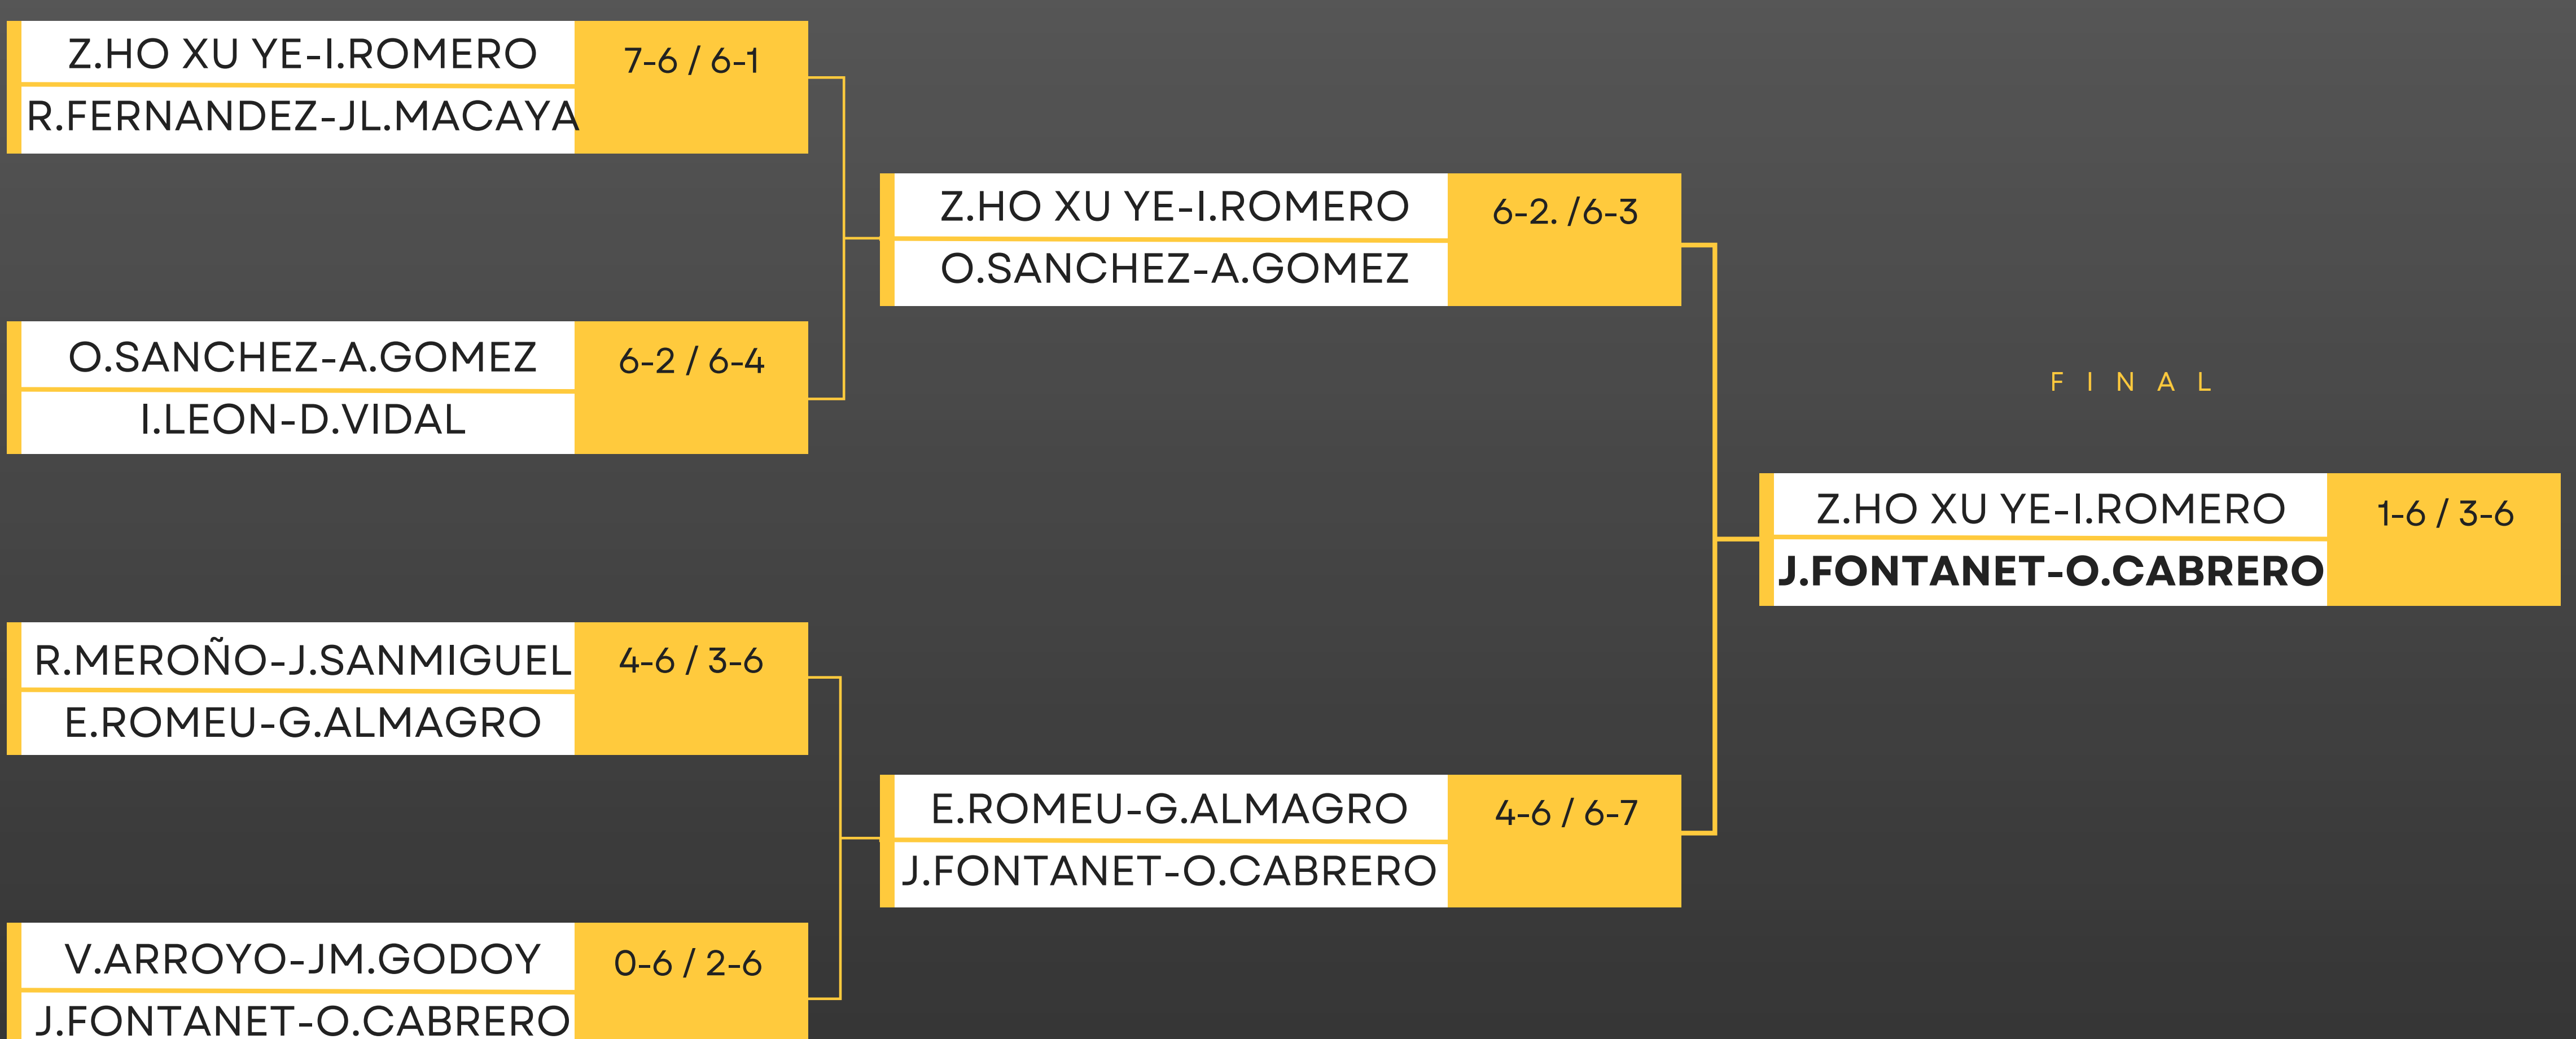 Z.HO XU YE-I.ROMERO
7-6 / 6-1
R.FERNANDEZ-JL.MACAYA
O.SANCHEZ-A.GOMEZ
6-2 / 6-4
I.LEON-D.VIDAL
R.MEROÑO-J.SANMIGUEL
4-6 / 3-6
E.ROMEU-G.ALMAGRO
V.ARROYO-JM.GODOY
0-6 / 2-6
J.FONTANET-O.CABRERO
Z.HO XU YE-I.ROMERO
6-2. /6-3
O.SANCHEZ-A.GOMEZ
E.ROMEU-G.ALMAGRO
4-6 / 6-7
J.FONTANET-O.CABRERO
FINAL
Z.HO XU YE-I.ROMERO
1-6 / 3-6
J.FONTANET-O.CABRERO